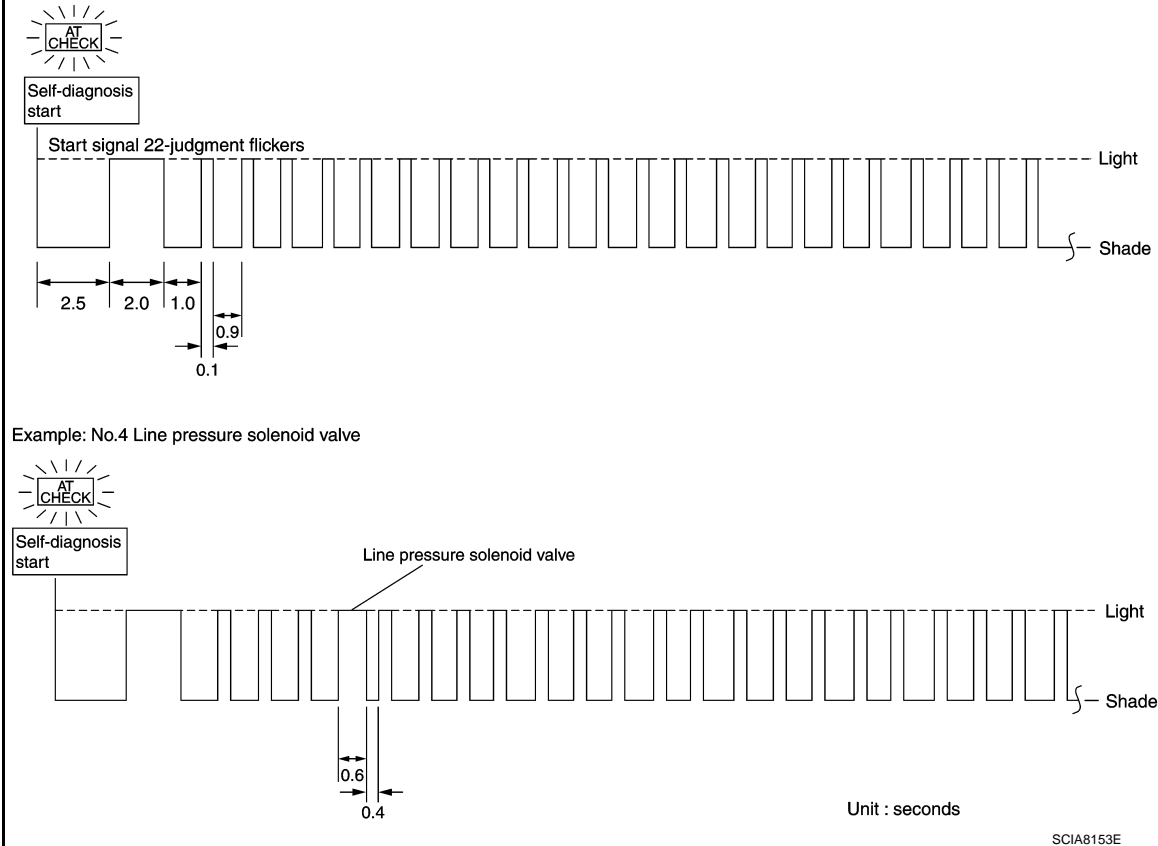 AT
CHECK
Self-diagnosis
start
Start signal 22-judgment flickers
Light
Shade
2.5
2.0
1.0
0.9
0.1
Example: No.4 Line pressure solenoid valve
AT
CHECK
Self-diagnosis
start
Line pressure solenoid valve
Light
Shade
0.6
0.4
Unit : seconds
SCIA8153E